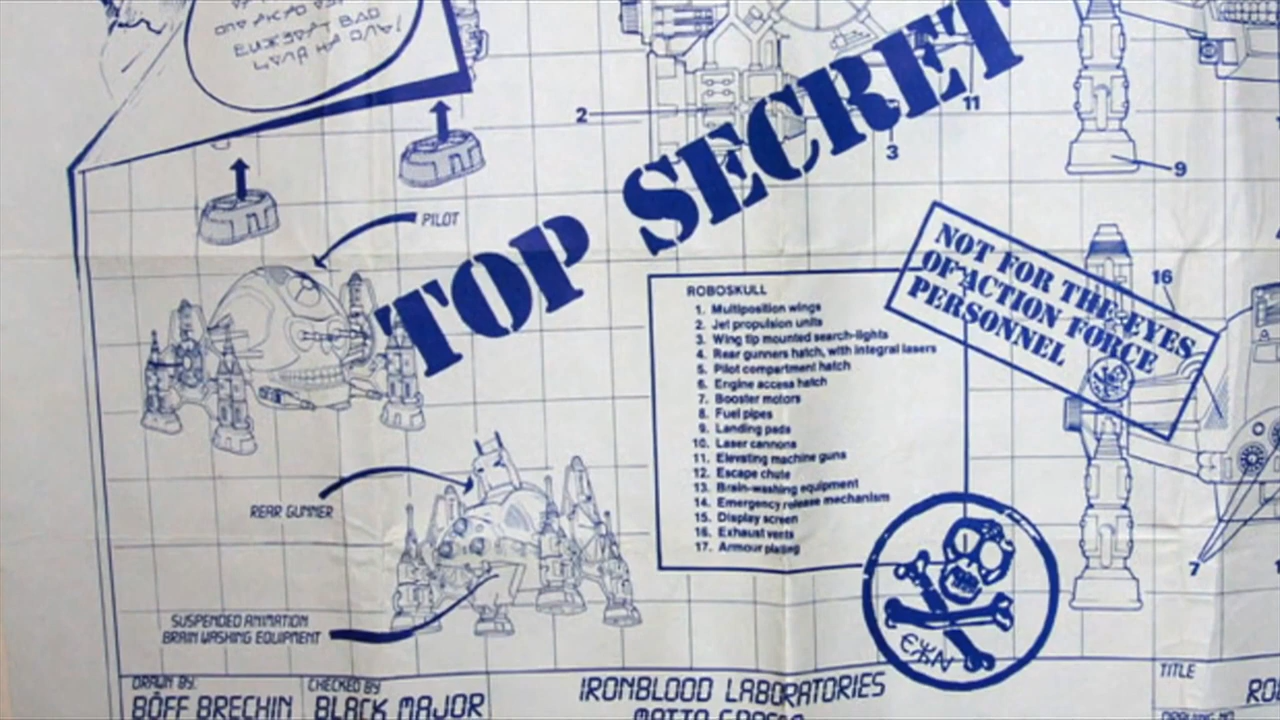 TOP SECRET
2
11
3
9
16
7
PILOT
NOT FOR THE EYES
OF ACTION FORCE
PERSONNEL
ROBOSKULL
1. Multiposition wings
2. Jet propulsion units
3. Wing tip mounted search-lights
4. Rear gunners hatch, with integral lasers
5. Pilot compartment hatch
6. Engine access hatch
7. Booster motors
8. Fuel pipes
9. Landing pads
10. Laser cannons
11. Elevating machine guns
12. Escape chute
13. Brain-washing equipment
14. Emergency release mechanism
15. Display screen
16. Exhaust vents
17. Armour plating
REAR GUNNER
SUSPENDED ANIMATION
BRAIN WASHING EQUIPMENT
DRAWN BY:
BOFF BRECHIN
CHECKED BY
BLACK MAJOR
IRONBLOOD LABORATORIES
TITLE